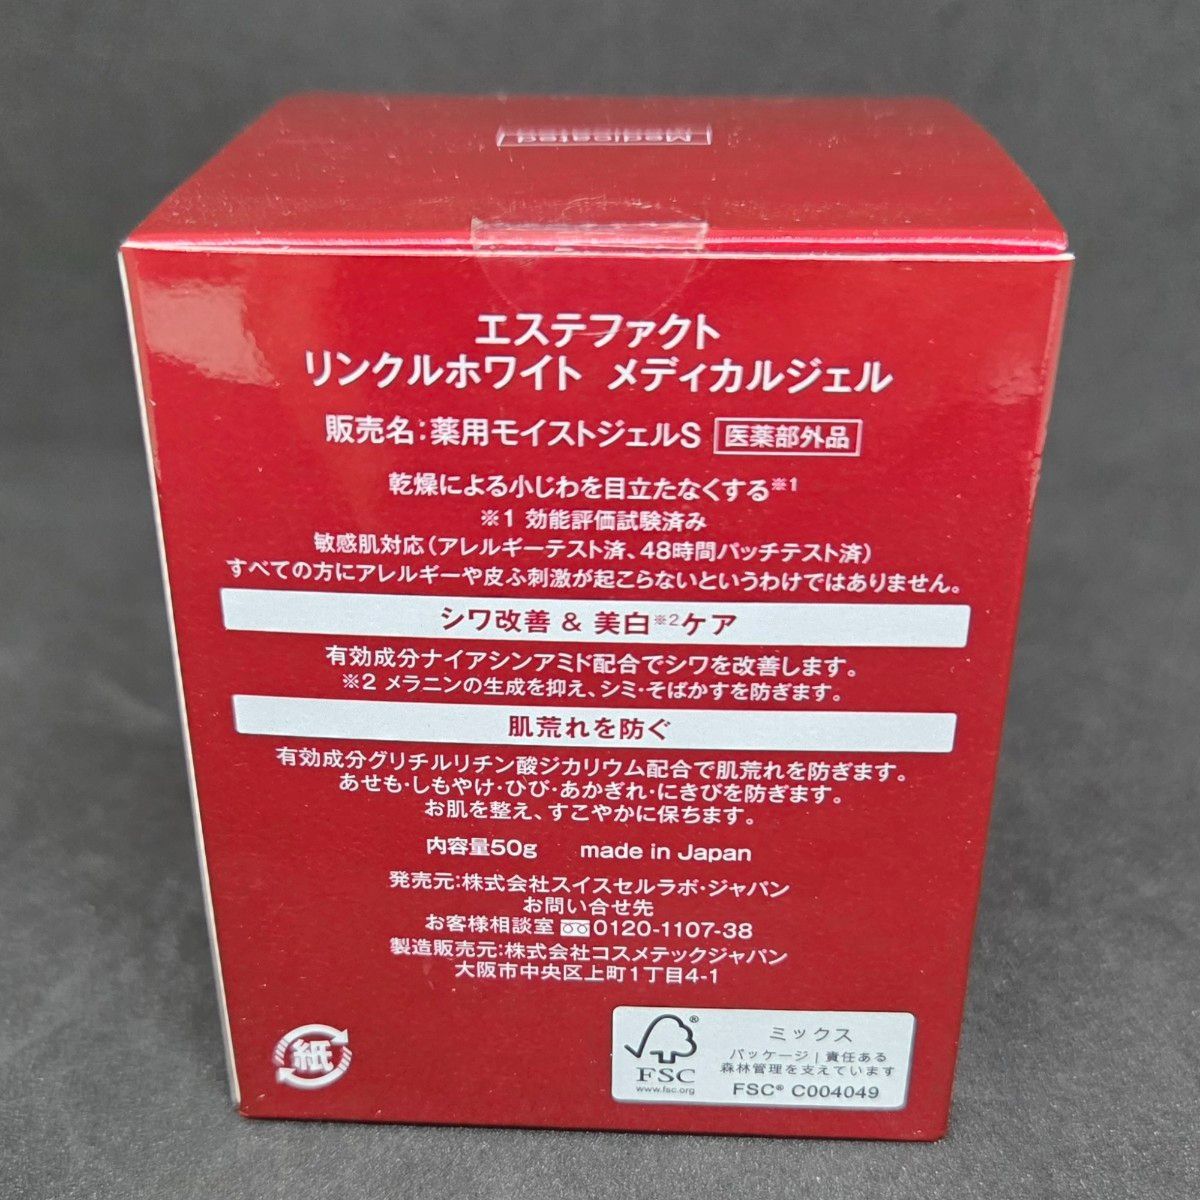 Medicated
エステファクト
リンクルホワイト メディカルジェル
販売名:薬用モイストジェルS 医薬部外品
乾燥による小じわを目立たなくする※1
※1 効能評価試験済み
敏感肌対応(アレルギーテスト済、48時間パッチテスト済)
すべての方にアレルギーや皮ふ刺激が起こらないというわけではありません。
シワ改善 & 美白※2ケア
有効成分ナイアシンアミド配合でシワを改善します。
※2 メラニンの生成を抑え、シミ・そばかすを防ぎます。
肌荒れを防ぐ
有効成分グリチルリチン酸ジカリウム配合で肌荒れを防ぎます。
あせも・しもやけ・ひび・あかぎれ・にきびを防ぎます。
お肌を整え、すこやかに保ちます。
内容量50g made in Japan
発売元:株式会社スイスセルラボ・ジャパン
お問い合せ先
お客様相談室 0120-1107-38
製造販売元:株式会社コスメテックジャパン
大阪市中央区上町1丁目4-1
紙
FSC®
www.fsc.org
ミックス
パッケージ | 責任ある
森林管理を支えています
FSC® C004049